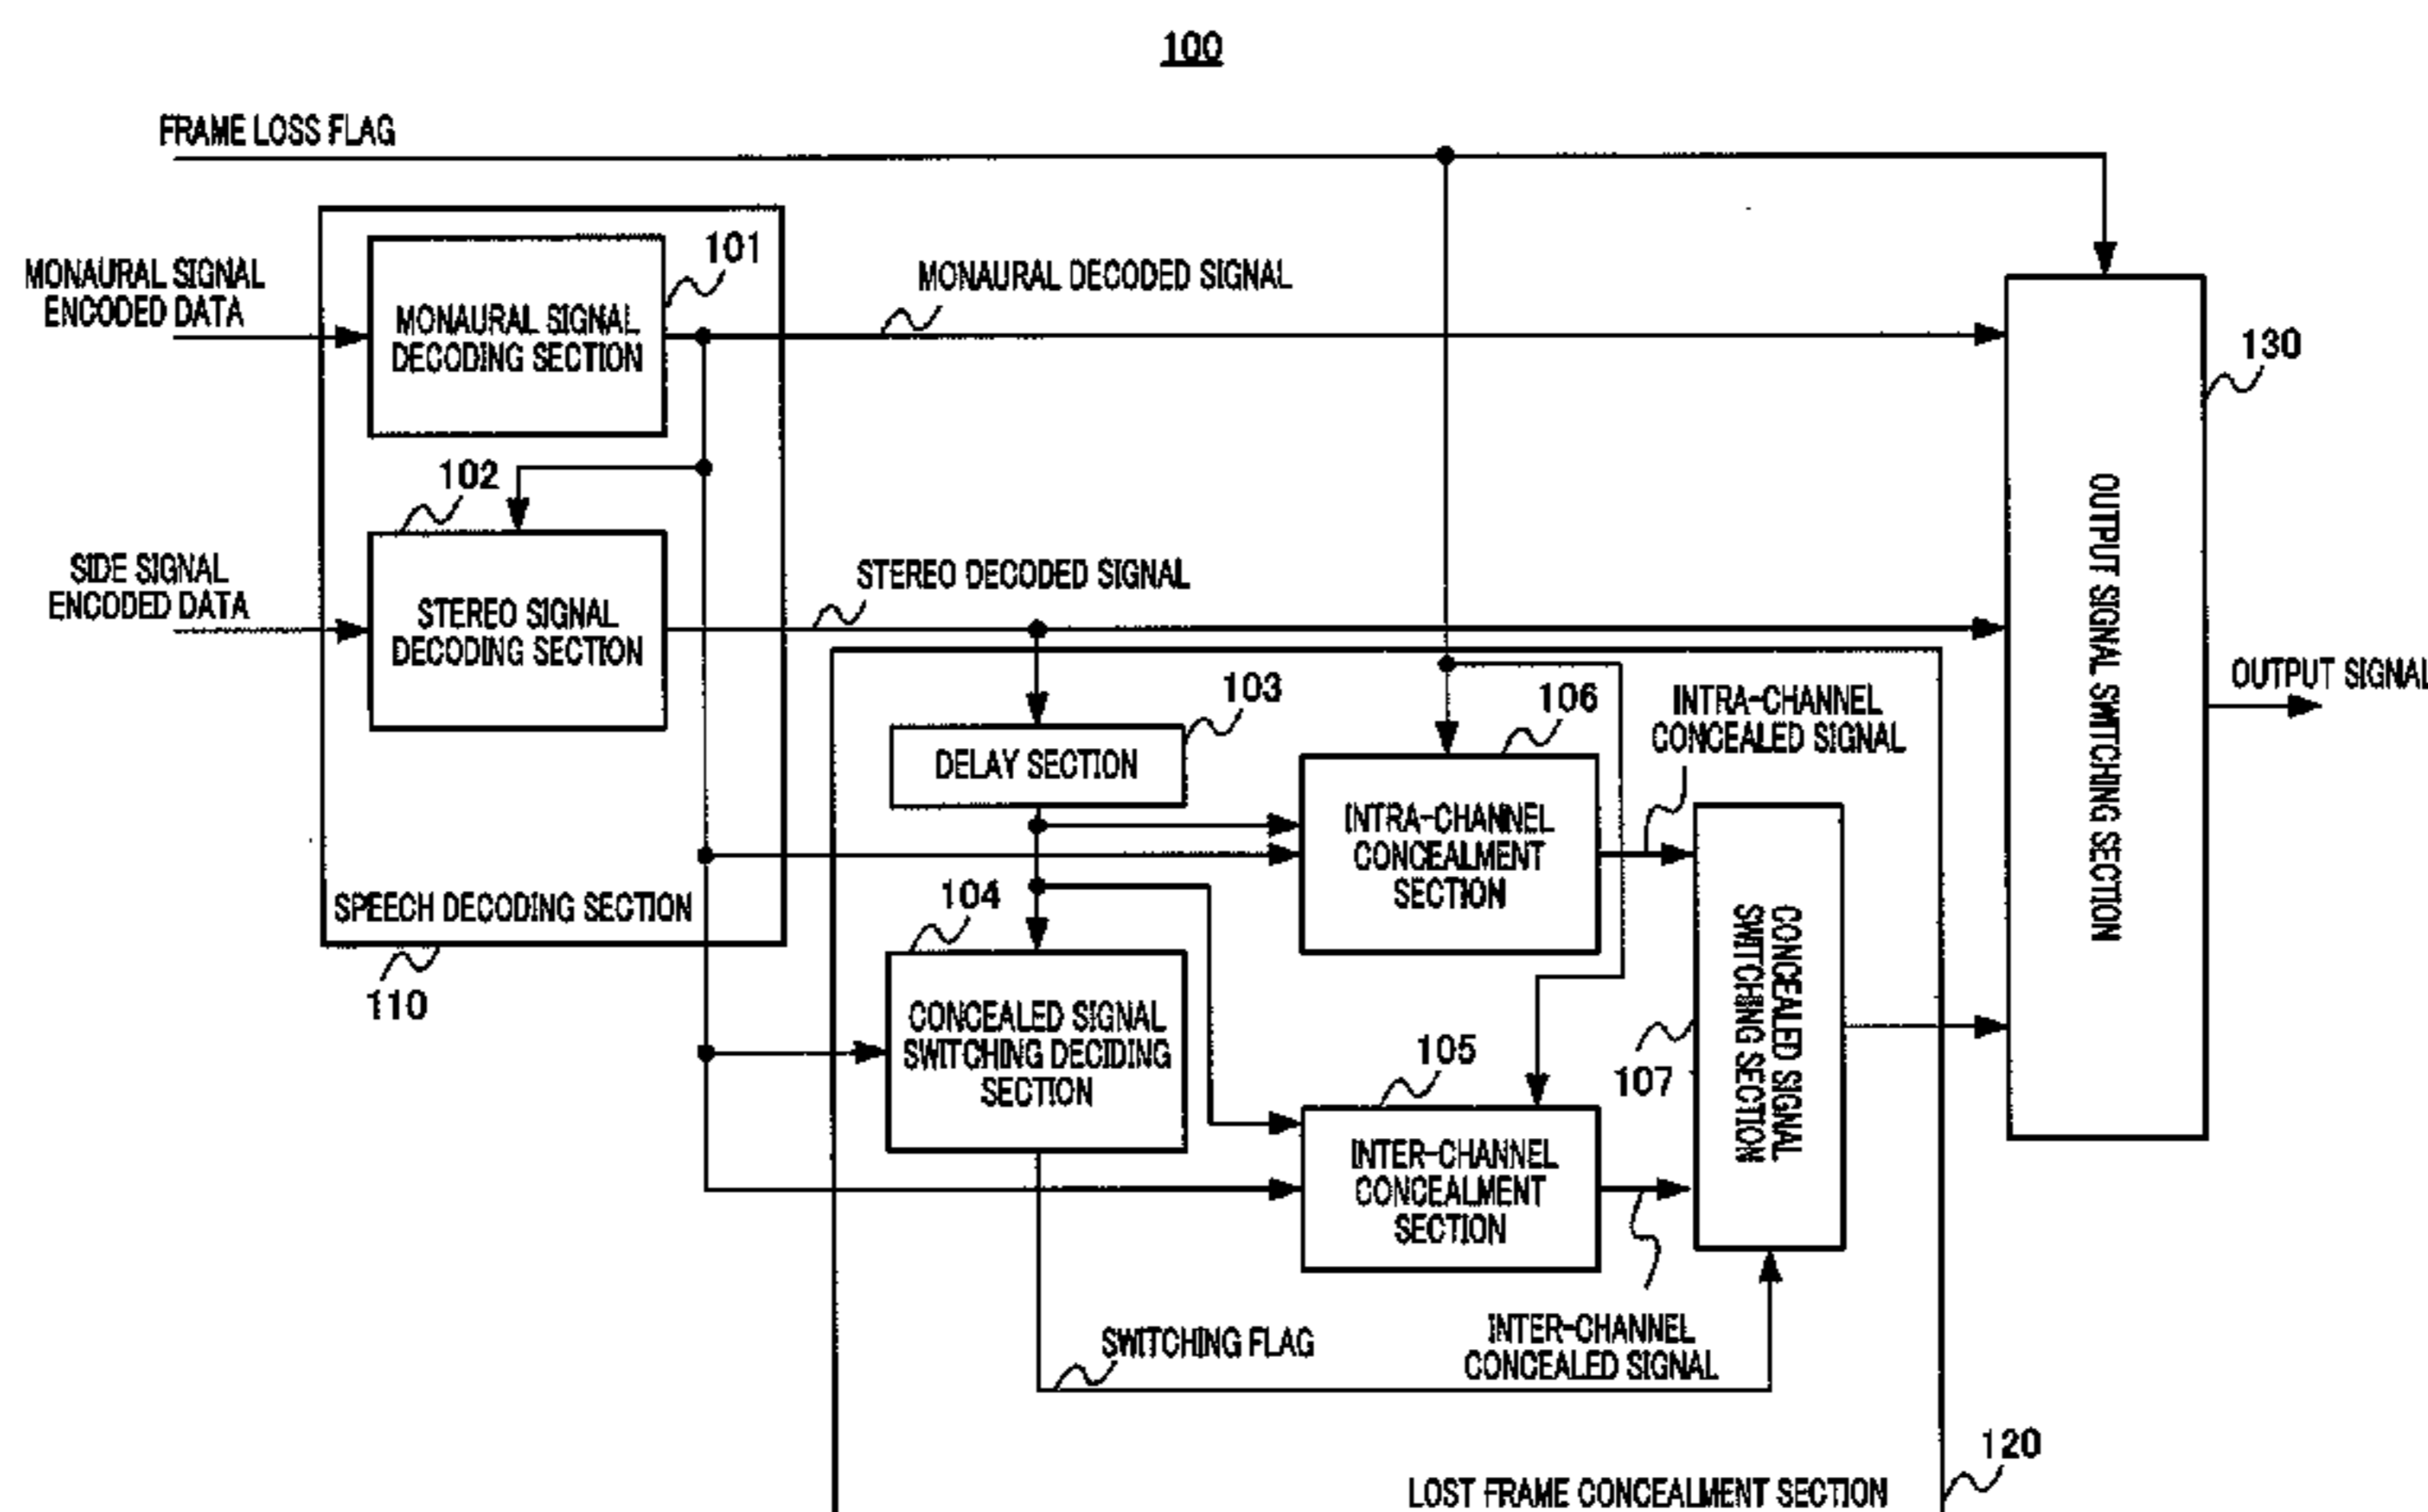 100
FRAME LOSS FLAG
MONAURAL SIGNAL
ENCODED DATA
101
MONAURAL SIGNAL
DECODING SECTION
MONAURAL DECODED SIGNAL
130
102
SIDE SIGNAL
ENCODED DATA
STEREO SIGNAL
DECODING SECTION
STEREO DECODED SIGNAL
OUTPUT SIGNAL SWITCHING SECTION
OUTPUT SIGNAL
103
DELAY SECTION
106
INTRA-CHANNEL
CONCEALED SIGNAL
INTRA-CHANNEL
CONCEALMENT
SECTION
SPEECH DECODING SECTION
110
104
CONCEALED SIGNAL
SWITCHING DECIDING
SECTION
105
INTER-CHANNEL
CONCEALMENT
SECTION
107
CONCEALED SIGNAL
SWITCHING SECTION
SWITCHING FLAG
INTER-CHANNEL
CONCEALED SIGNAL
120
LOST FRAME CONCEALMENT SECTION